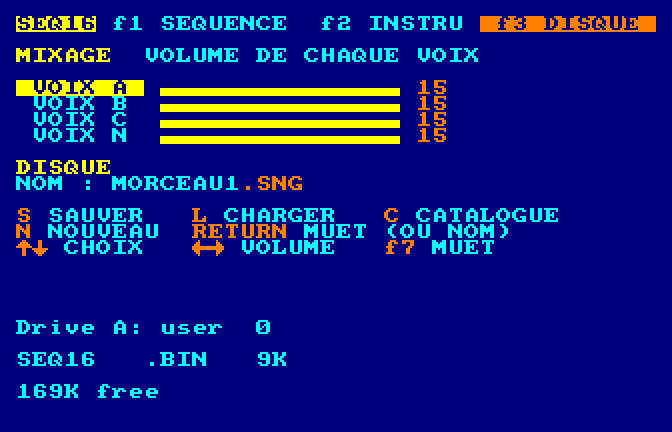 SEQ16 f1 SEQUENCE f2 INSTRU f3 DISQUE
MIXAGE VOLUME DE CHAQUE VOIX
VOIX A 15
VOIX B 15
VOIX C 15
VOIX N 15
DISQUE
NOM : MORCEAU1.SNG
S SAUVER L CHARGER C CATALOGUE
N NOUVEAU RETURN MUET (OU NOM)
↑↓ CHOIX ↔ VOLUME f7 MUET
Drive A: user 0
SEQ16 .BIN 9K
169K free